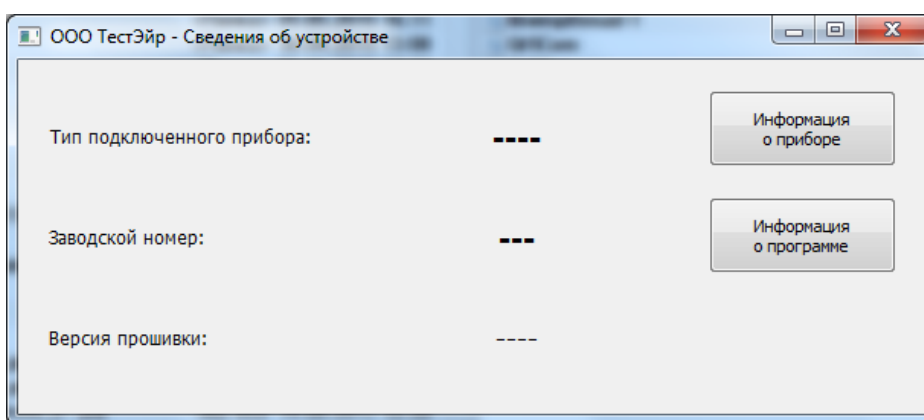 ООО ТестЭйр - Сведения об устройстве
Тип подключенного прибора:
----
Информация
о приборе
Заводской номер:
---
Информация
о программе
Версия прошивки:
----